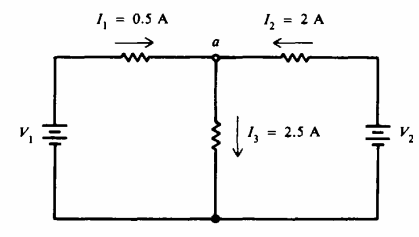 I₁ = 0.5 A
I₂ = 2 A
a
V₁
I₃ = 2.5 A
V₂